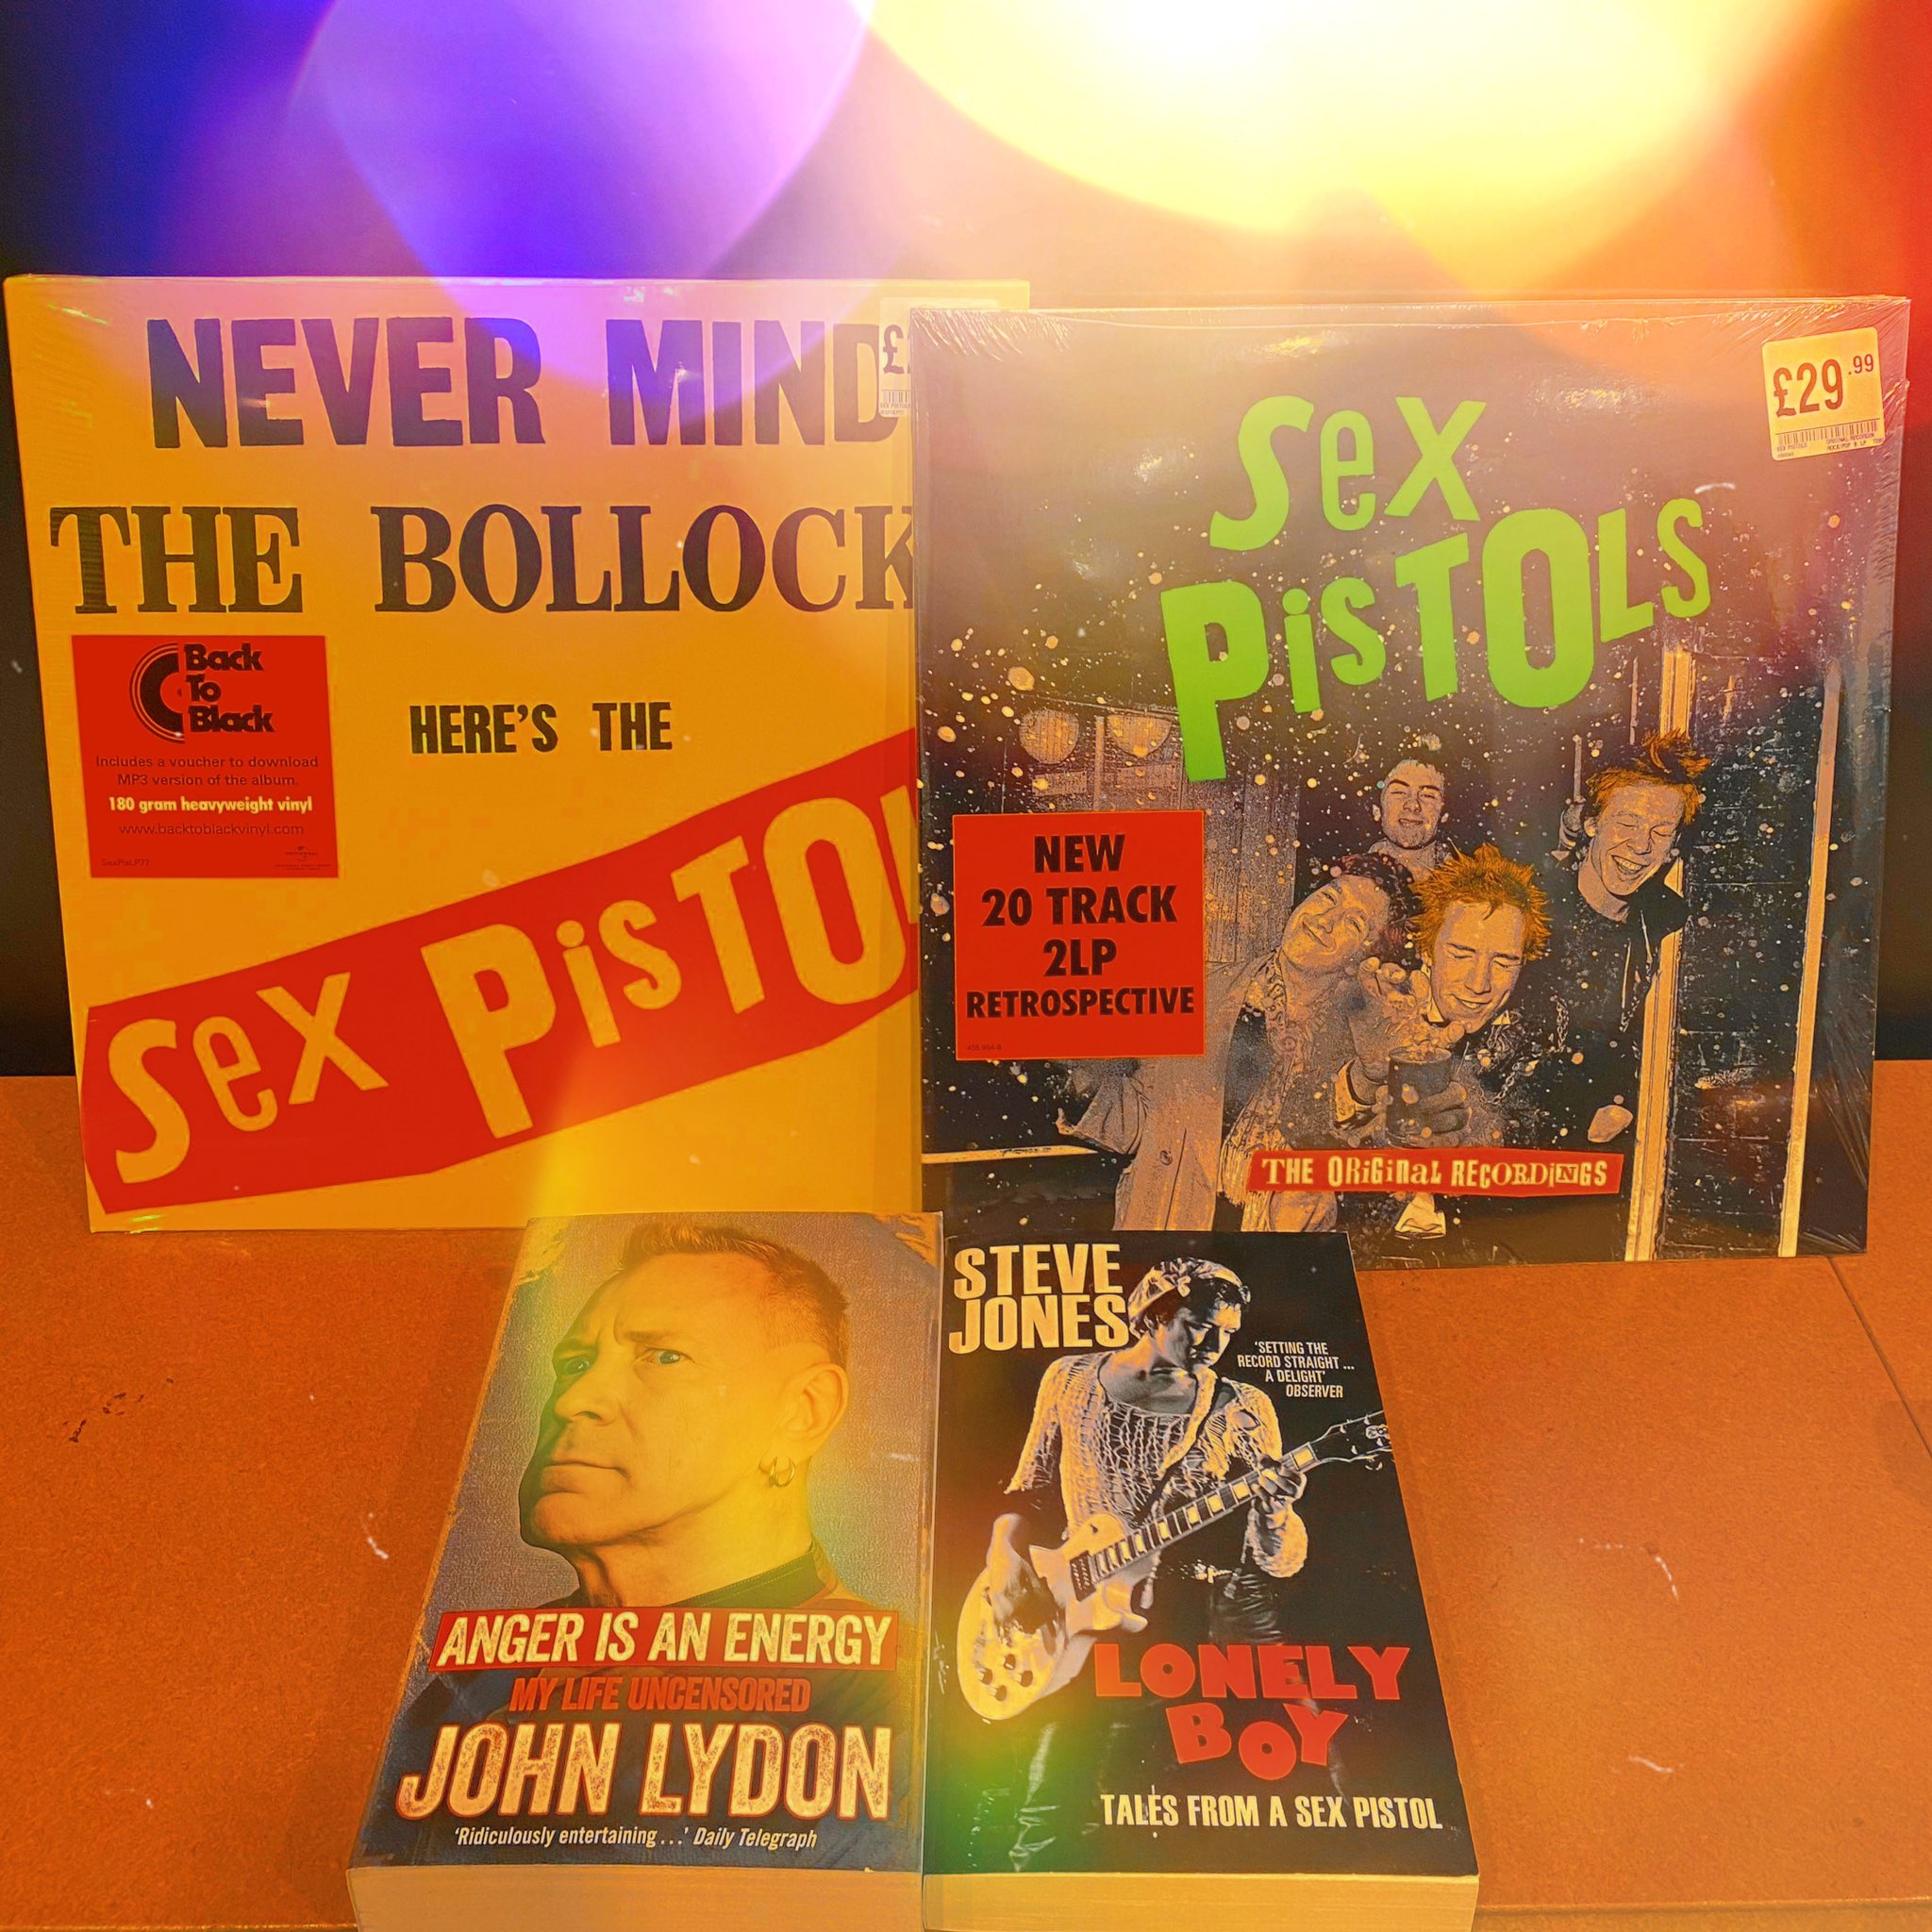 NEVER MIND
THE BOLLOCK
HERE'S THE
SEX PiSTOL
Back
To
Black
Includes a voucher to download
MP3 version of the album.
180 gram heavyweight vinyl
www.backtoblackvinyl.com
SexPisLP77
£
£29.99
Sex
PiSTOLS
NEW
20 TRACK
2LP
RETROSPECTIVE
THE ORiGiNaL RECORDiNGS
ANGER IS AN ENERGY
MY LIFE UNCENSORED
JOHN LYDON
'Ridiculously entertaining...' Daily Telegraph
STEVE
JONES
'SETTING THE
RECORD STRAIGHT ...
A DELIGHT'
OBSERVER
LONELY
BOY
TALES FROM A SEX PISTOL